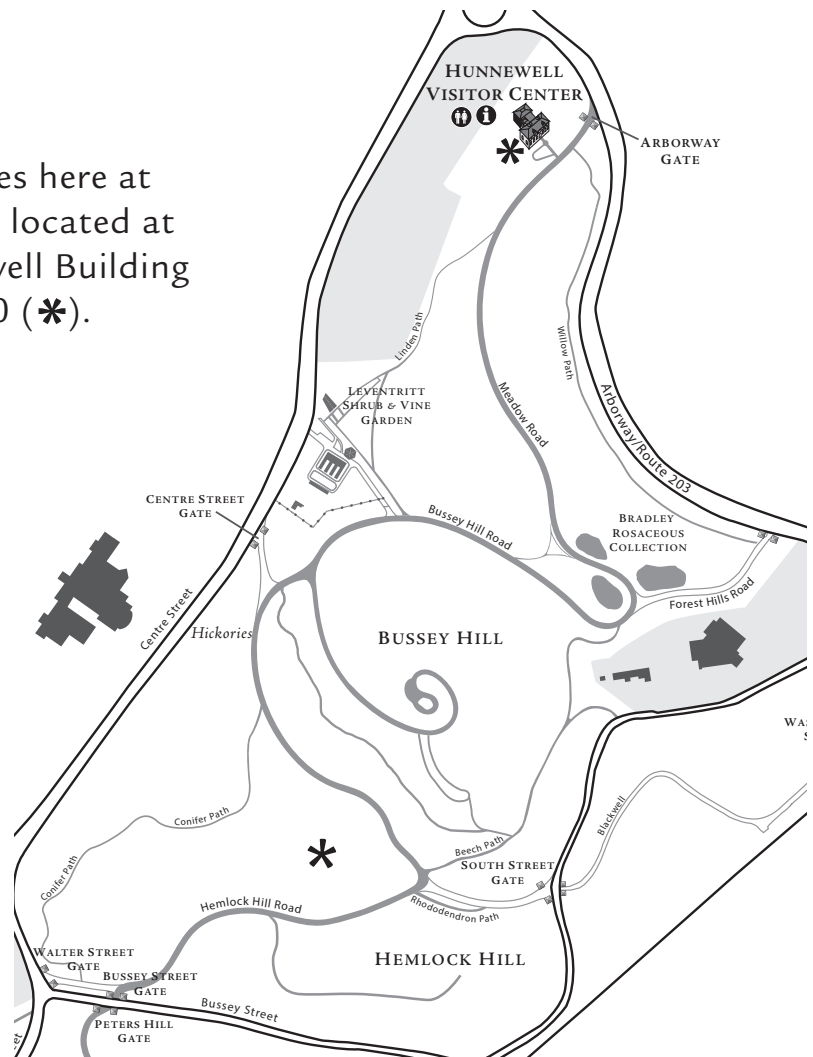 HUNNEWELL
VISITOR CENTER
ARBORWAY
GATE
es here at
located at
vell Building
0 (*).
*
Linden Path
Willow Path
LEVENTRITT
SHRUB & VINE
GARDEN
Meadow Road
Arborway/Route 203
CENTRE STREET
GATE
Bussey Hill Road
BRADLEY
ROSACEOUS
COLLECTION
Forest Hills Road
Centre Street
Hickories
BUSSEY HILL
WA
S
Conifer Path
Blackwell
*
Beech Path
SOUTH STREET
GATE
Conifer Path
Hemlock Hill Road
Rhododendron Path
WALTER STREET
GATE
HEMLOCK HILL
BUSSEY STREET
GATE
Bussey Street
PETERS HILL
GATE
eet